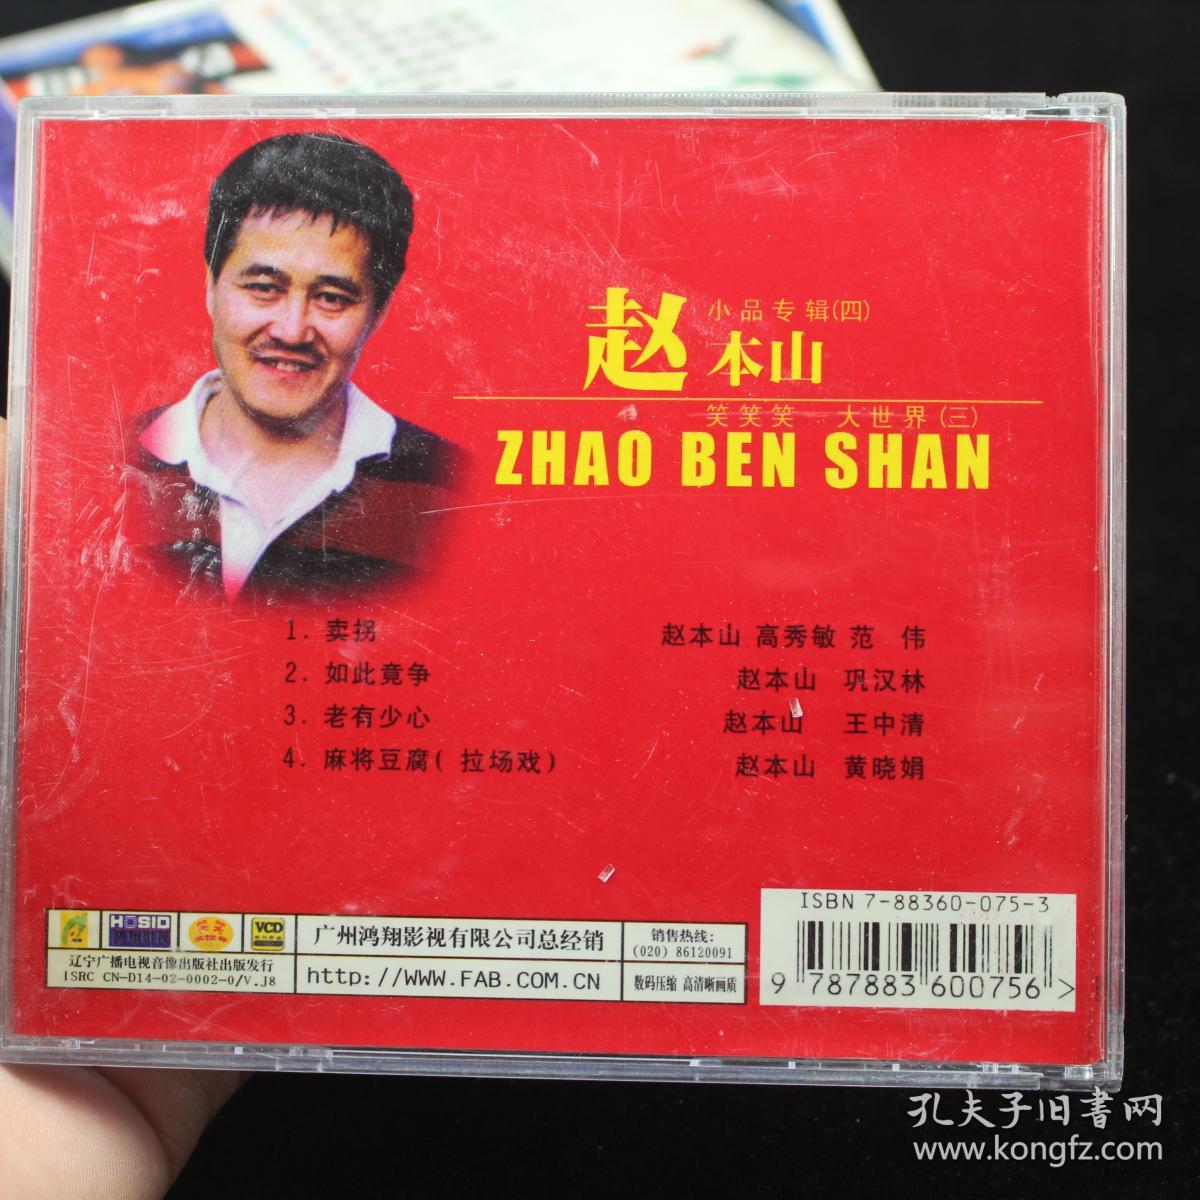 小品专辑(四)
赵本山
笑笑笑 大世界(三)
ZHAO BEN SHAN
1. 卖拐 赵本山 高秀敏 范 伟
2. 如此竟争 赵本山 巩汉林
3. 老有少心 赵本山 王中清
4. 麻将豆腐( 拉场戏) 赵本山 黄晓娟
ISBN 7-88360-075-3
9 787883 600756 >
HOSID
VCD
辽宁广播电视音像出版社出版发行
ISRC CN-D14-02-0002-0/V.J8
广州鸿翔影视有限公司总经销
http://WWW.FAB.COM.CN
销售热线:
(020) 86120091
数码压缩 高清晰画质
孔夫子旧书网
www.kongfz.com